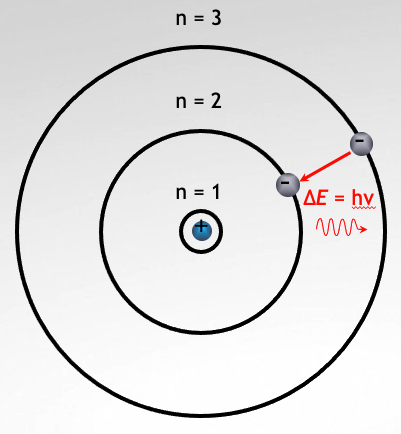 n = 3
n = 2
n = 1
ΔE = hν
+
-
-